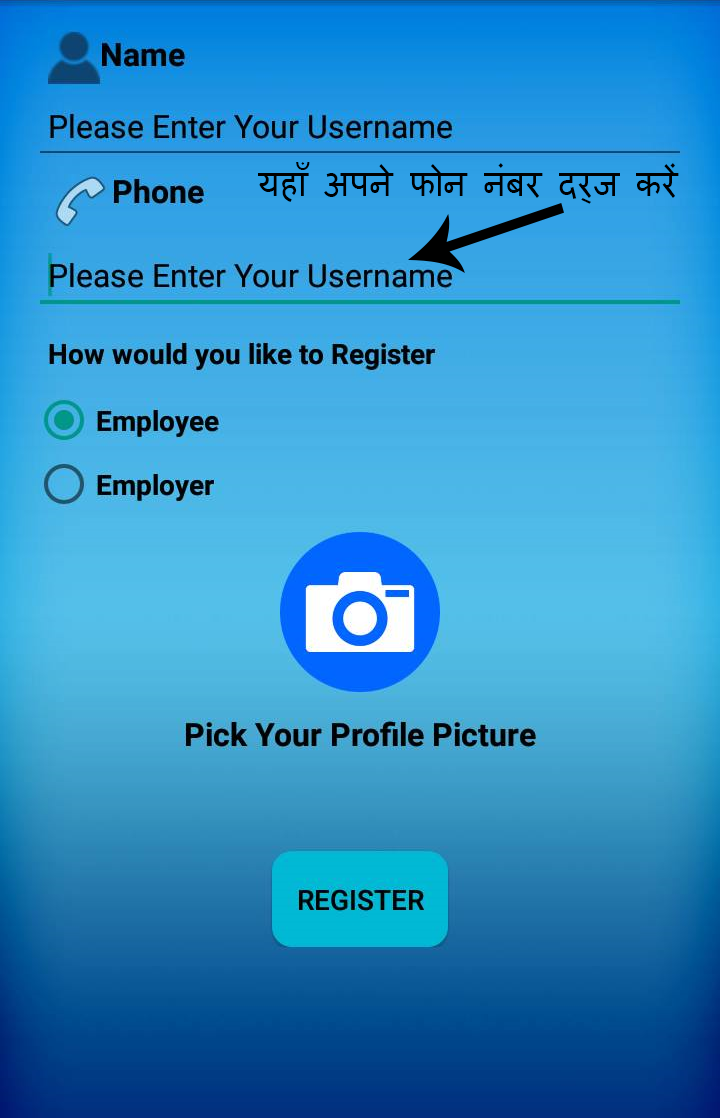 Name
Please Enter Your Username
Phone यहाँ अपने फोन नंबर दर्ज करें
Please Enter Your Username
How would you like to Register
Employee
Employer
Pick Your Profile Picture
REGISTER